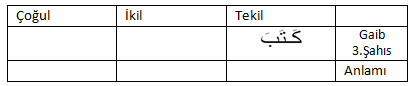 Çoğul İkil Tekil
كَتَبَ Gaib
3.Şahıs
Anlamı